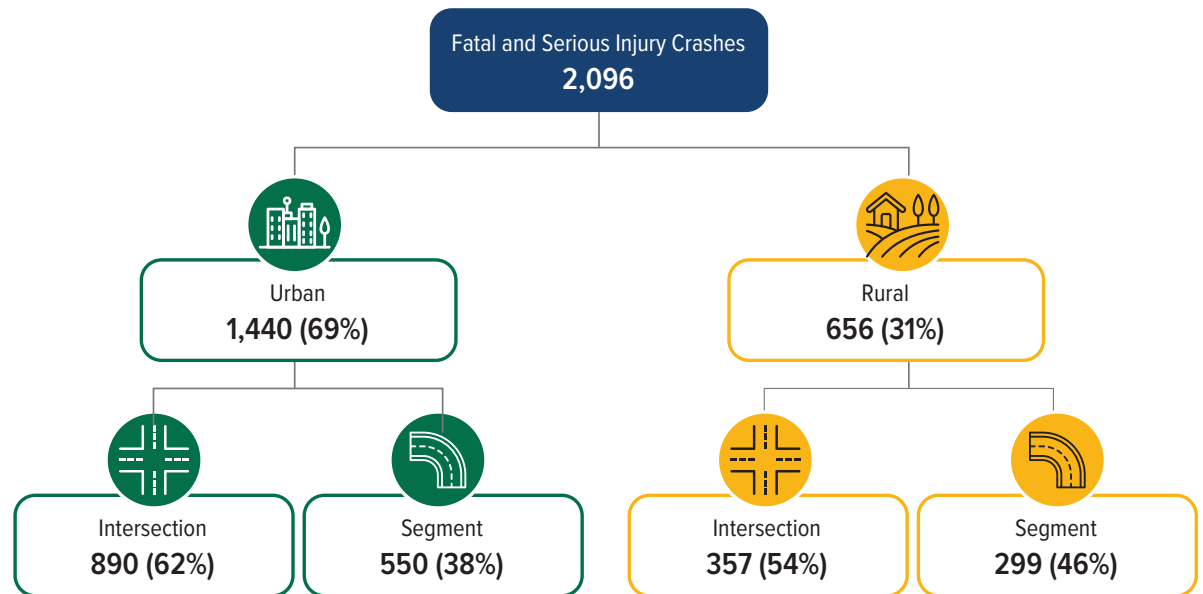 Fatal and Serious Injury Crashes
2,096
Urban
1,440 (69%)
Rural
656 (31%)
Intersection
890 (62%)
Segment
550 (38%)
Intersection
357 (54%)
Segment
299 (46%)